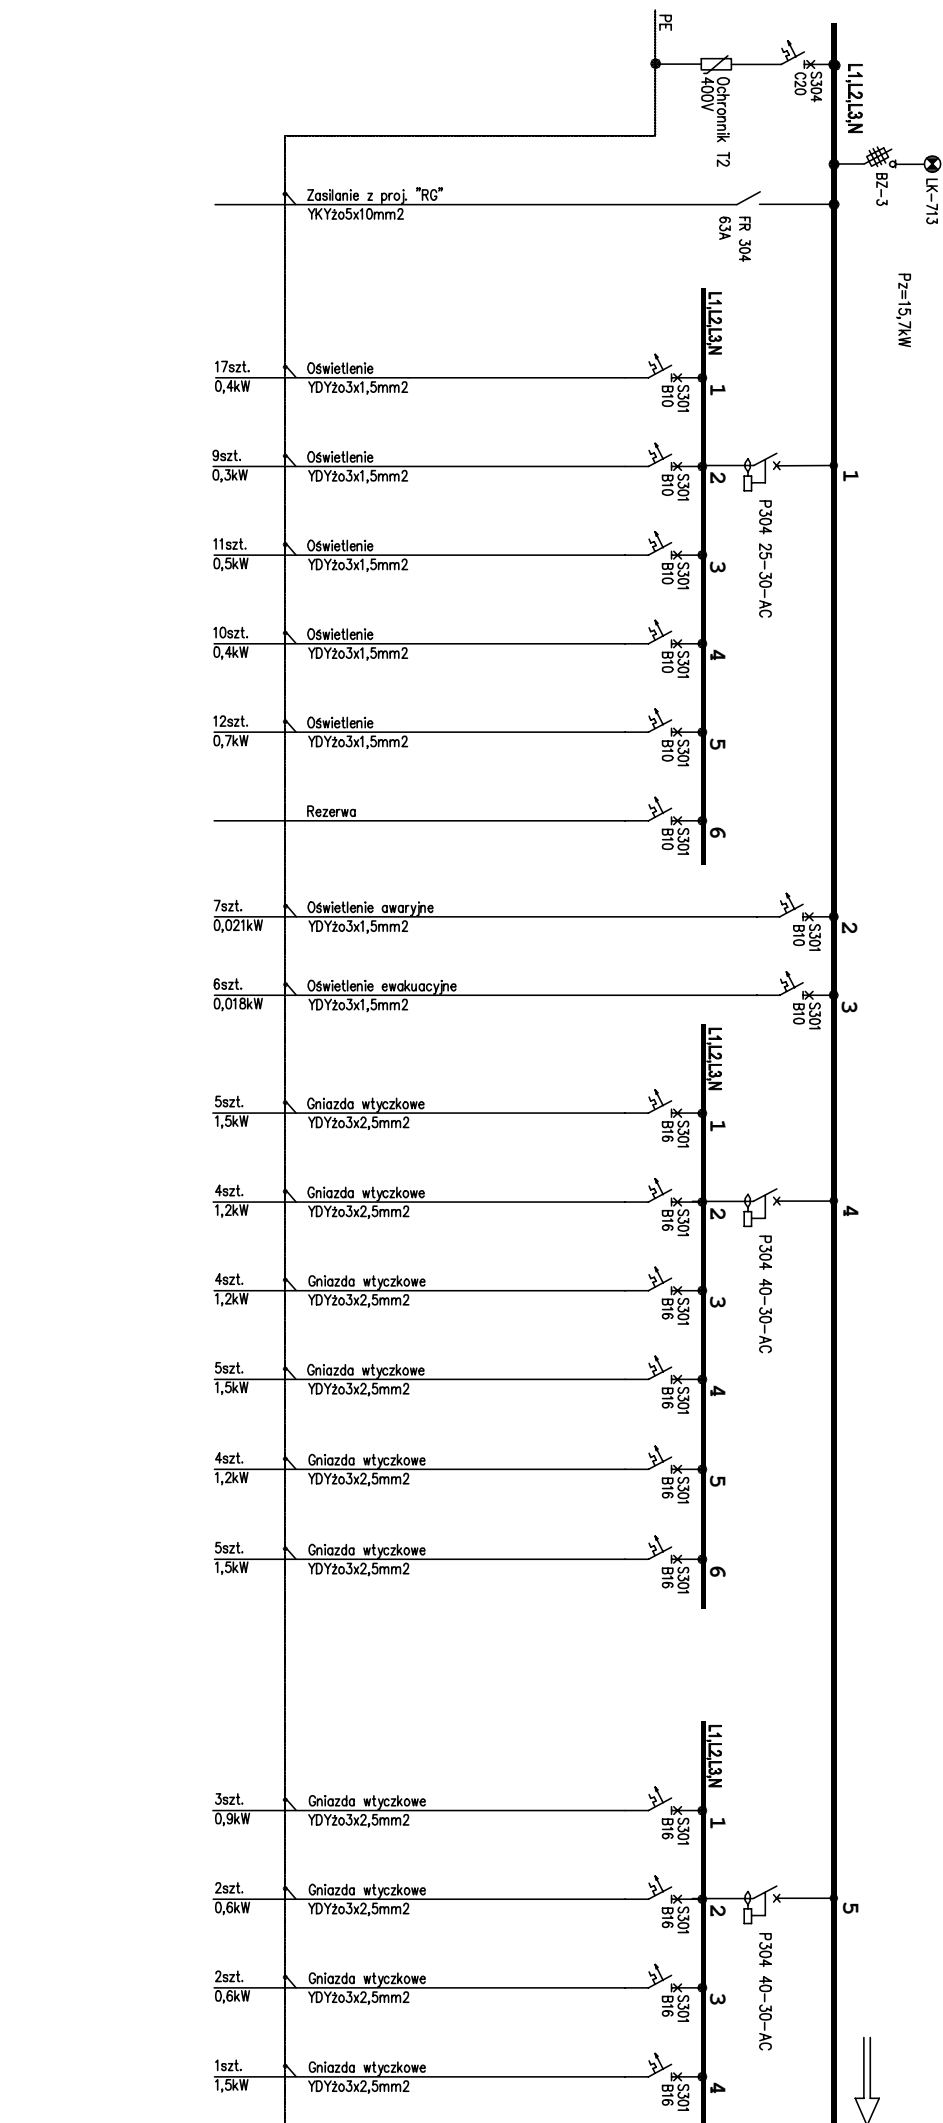 PE
L1,L2,L3,N
S304
C20
Ochronnik T2
400V
BZ-3
LK-713
Zasilanie z proj. "RG"
YKYżo5x10mm2
FR 304
63A
Pz=15,7kW
L1,L2,L3,N
17szt.
0,4kW
Oświetlenie
YDYżo3x1,5mm2
S301
B10
1
9szt.
0,3kW
Oświetlenie
YDYżo3x1,5mm2
S301
B10
2
P304 25-30-AC
1
11szt.
0,5kW
Oświetlenie
YDYżo3x1,5mm2
S301
B10
3
10szt.
0,4kW
Oświetlenie
YDYżo3x1,5mm2
S301
B10
4
12szt.
0,7kW
Oświetlenie
YDYżo3x1,5mm2
S301
B10
5
Rezerwa
S301
B10
6
7szt.
0,021kW
Oświetlenie awaryjne
YDYżo3x1,5mm2
S301
B10
2
6szt.
0,018kW
Oświetlenie ewakuacyjne
YDYżo3x1,5mm2
S301
B10
3
L1,L2,L3,N
5szt.
1,5kW
Gniazda wtyczkowe
YDYżo3x2,5mm2
S301
B16
1
4szt.
1,2kW
Gniazda wtyczkowe
YDYżo3x2,5mm2
S301
B16
2
P304 40-30-AC
4
4szt.
1,2kW
Gniazda wtyczkowe
YDYżo3x2,5mm2
S301
B16
3
5szt.
1,5kW
Gniazda wtyczkowe
YDYżo3x2,5mm2
S301
B16
4
4szt.
1,2kW
Gniazda wtyczkowe
YDYżo3x2,5mm2
S301
B16
5
5szt.
1,5kW
Gniazda wtyczkowe
YDYżo3x2,5mm2
S301
B16
6
L1,L2,L3,N
3szt.
0,9kW
Gniazda wtyczkowe
YDYżo3x2,5mm2
S301
B16
1
2szt.
0,6kW
Gniazda wtyczkowe
YDYżo3x2,5mm2
S301
B16
2
P304 40-30-AC
5
2szt.
0,6kW
Gniazda wtyczkowe
YDYżo3x2,5mm2
S301
B16
3
1szt.
1,5kW
Gniazda wtyczkowe
YDYżo3x2,5mm2
S301
B16
4